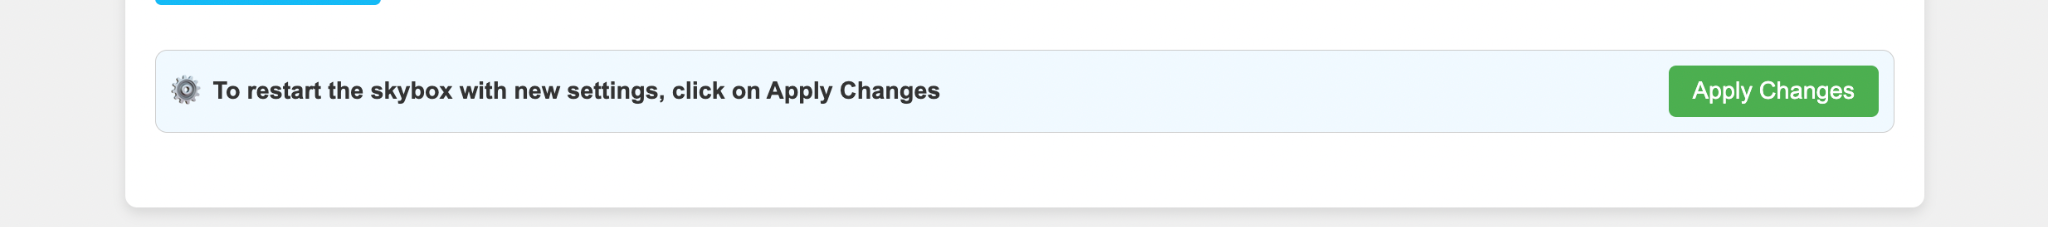 To restart the skybox with new settings, click on Apply Changes
Apply Changes